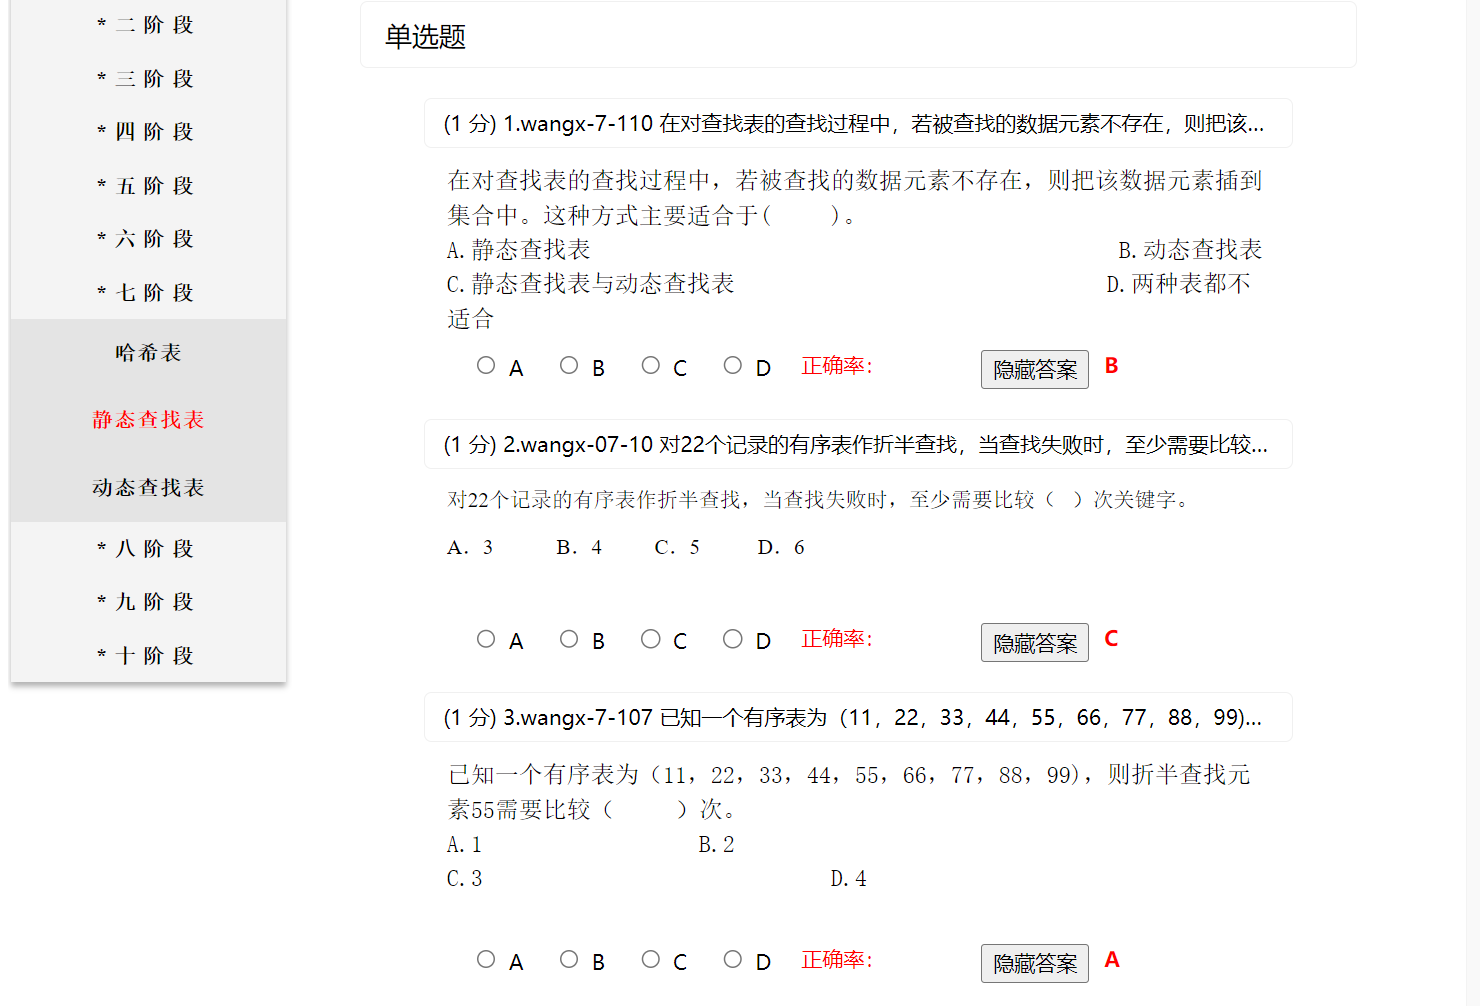 * 二 阶 段
* 三 阶 段
* 四 阶 段
* 五 阶 段
* 六 阶 段
* 七 阶 段
哈希表
静态查找表
动态查找表
* 八 阶 段
* 九 阶 段
* 十 阶 段
单选题
(1 分) 1.wangx-7-110 在对查找表的查找过程中，若被查找的数据元素不存在，则把该...
在对查找表的查找过程中，若被查找的数据元素不存在，则把该数据元素插到
集合中。这种方式主要适合于(　　)。
A.静态查找表 B.动态查找表
C.静态查找表与动态查找表 D.两种表都不
适合
A B C D 正确率: 隐藏答案 B
(1 分) 2.wangx-07-10 对22个记录的有序表作折半查找，当查找失败时，至少需要比较...
对22个记录的有序表作折半查找，当查找失败时，至少需要比较（ ）次关键字。
A．3 B．4 C．5 D．6
A B C D 正确率: 隐藏答案 C
(1 分) 3.wangx-7-107 已知一个有序表为（11，22，33，44，55，66，77，88，99)...
已知一个有序表为（11，22，33，44，55，66，77，88，99)，则折半查找元
素55需要比较（　　）次。
A.1 B.2
C.3 D.4
A B C D 正确率: 隐藏答案 A